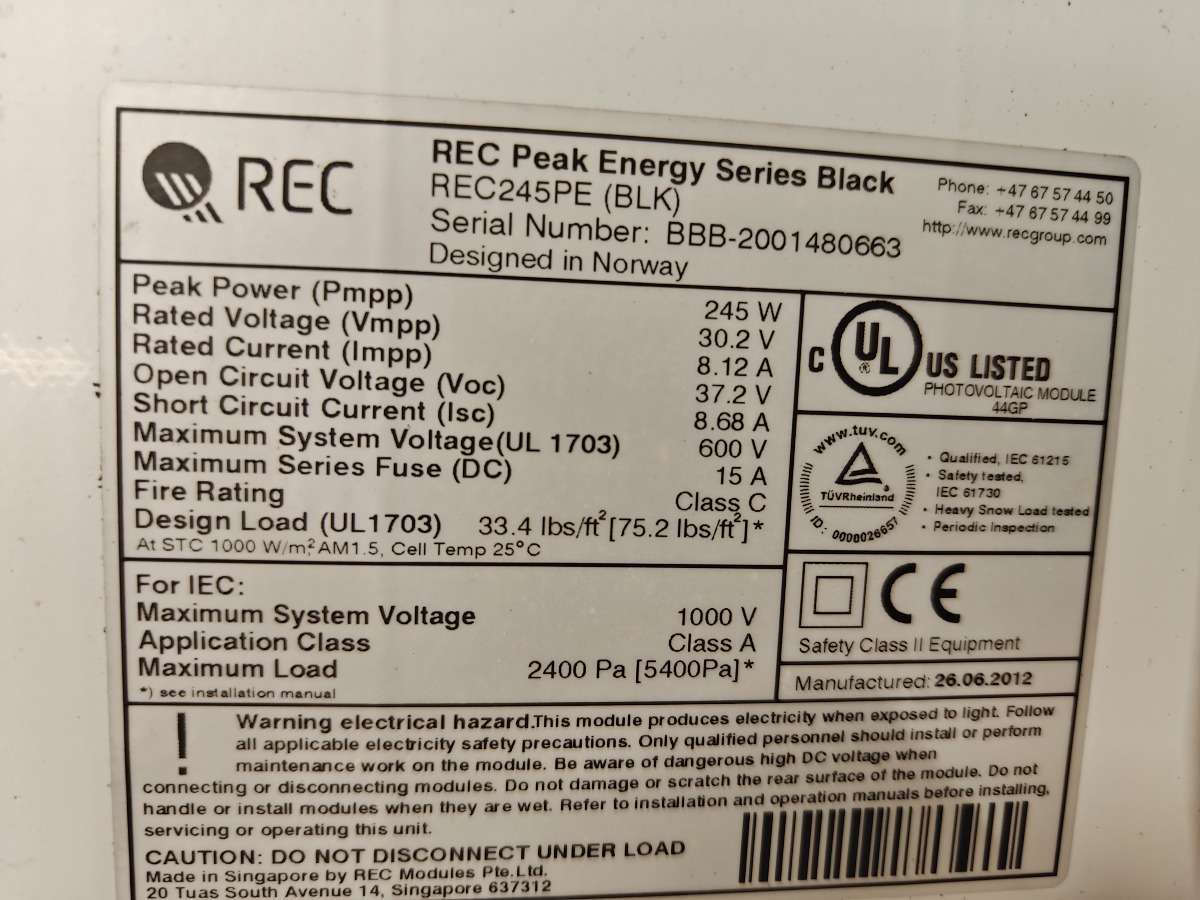 REC
REC Peak Energy Series Black
REC245PE (BLK)
Serial Number: BBB-2001480663
Designed in Norway
Phone: +47 67 57 44 50
Fax: +47 67 57 44 99
http://www.recgroup.com
Peak Power (Pmpp) 245 W
Rated Voltage (Vmpp) 30.2 V
Rated Current (Impp) 8.12 A
Open Circuit Voltage (Voc) 37.2 V
Short Circuit Current (Isc) 8.68 A
Maximum System Voltage(UL 1703) 600 V
Maximum Series Fuse (DC) 15 A
Fire Rating Class C
Design Load (UL1703) 33.4 lbs/ft²[75.2 lbs/ft²]*
At STC 1000 W/m², AM1.5, Cell Temp 25°C
C UL ® US LISTED
PHOTOVOLTAIC MODULE
44GP
www.tuv.com
TÜVRheinland ®
ID: 0000026657
• Qualified, IEC 61215
• Safety tested,
IEC 61730
• Heavy Snow Load tested
• Periodic Inspection
For IEC:
Maximum System Voltage 1000 V
Application Class Class A
Maximum Load 2400 Pa [5400Pa]*
*) see installation manual
CE
Safety Class II Equipment
Manufactured: 26.06.2012
! Warning electrical hazard.This module produces electricity when exposed to light. Follow
all applicable electricity safety precautions. Only qualified personnel should install or perform
maintenance work on the module. Be aware of dangerous high DC voltage when
connecting or disconnecting modules. Do not damage or scratch the rear surface of the module. Do not
handle or install modules when they are wet. Refer to installation and operation manuals before installing,
servicing or operating this unit.
CAUTION: DO NOT DISCONNECT UNDER LOAD
Made in Singapore by REC Modules Pte.Ltd.
20 Tuas South Avenue 14, Singapore 637312